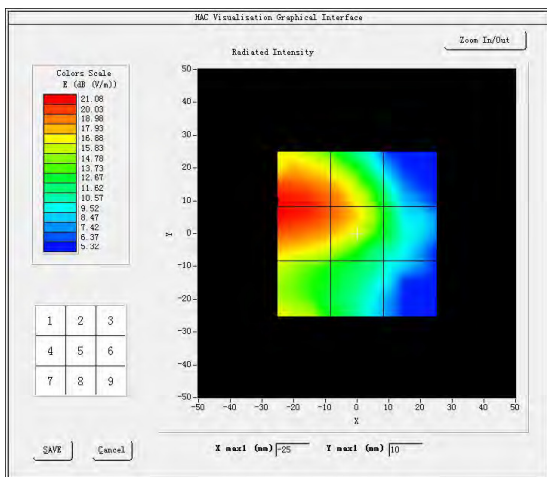 HAC Visualisation Graphical Interface
Zoom In/Out
Radiated Intensity
Colors Scale
E (dB (V/m))
21.08
20.03
18.98
17.93
16.88
15.83
14.78
13.73
12.67
11.62
10.57
9.52
8.47
7.42
6.37
5.32
50
40
30
20
10
0
-10
-20
-30
-40
-50
Y
-50 -40 -30 -20 -10 0 10 20 30 40 50
X
1 2 3
4 5 6
7 8 9
SAVE Cancel
X max1 (mm) -25 Y max1 (mm) 10